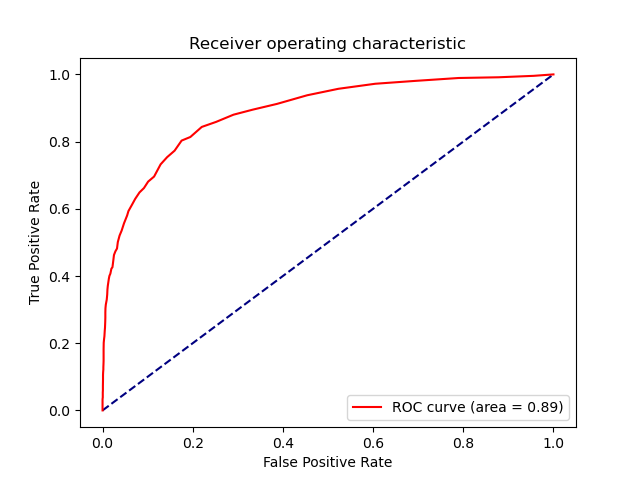 Receiver operating characteristic
1.0
0.8
0.6
0.4
0.2
0.0
True Positive Rate
ROC curve (area = 0.89)
0.0 0.2 0.4 0.6 0.8 1.0
False Positive Rate